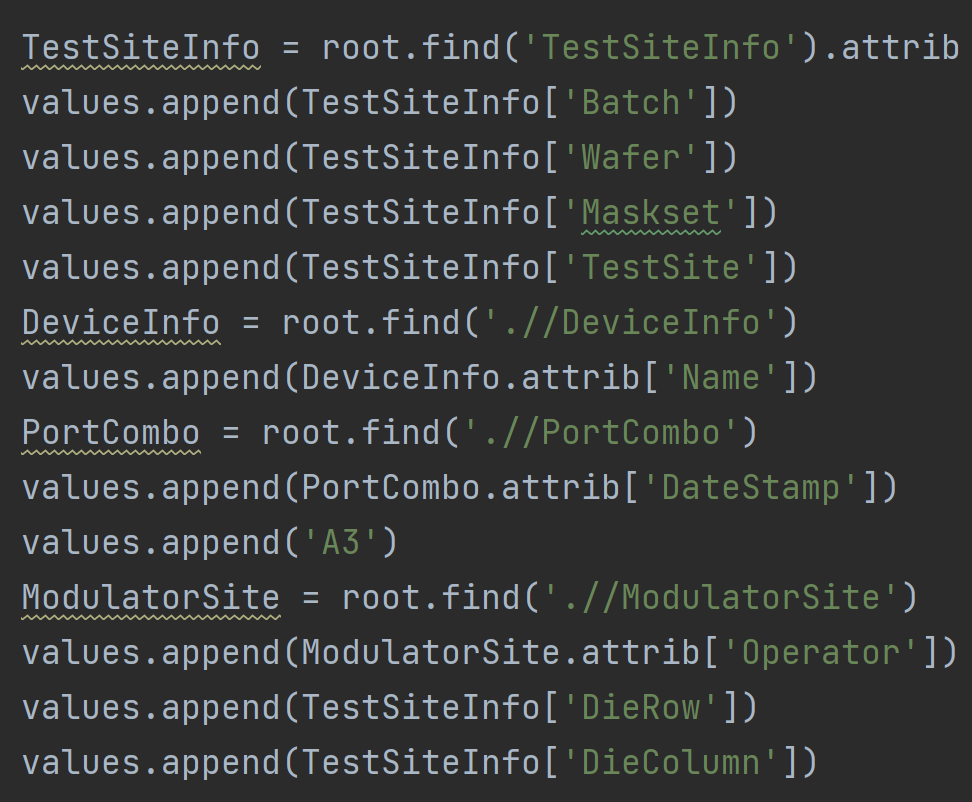 TestSiteInfo = root.find('TestSiteInfo').attrib
values.append(TestSiteInfo['Batch'])
values.append(TestSiteInfo['Wafer'])
values.append(TestSiteInfo['Maskset'])
values.append(TestSiteInfo['TestSite'])
DeviceInfo = root.find('.//DeviceInfo')
values.append(DeviceInfo.attrib['Name'])
PortCombo = root.find('.//PortCombo')
values.append(PortCombo.attrib['DateStamp'])
values.append('A3')
ModulatorSite = root.find('.//ModulatorSite')
values.append(ModulatorSite.attrib['Operator'])
values.append(TestSiteInfo['DieRow'])
values.append(TestSiteInfo['DieColumn'])